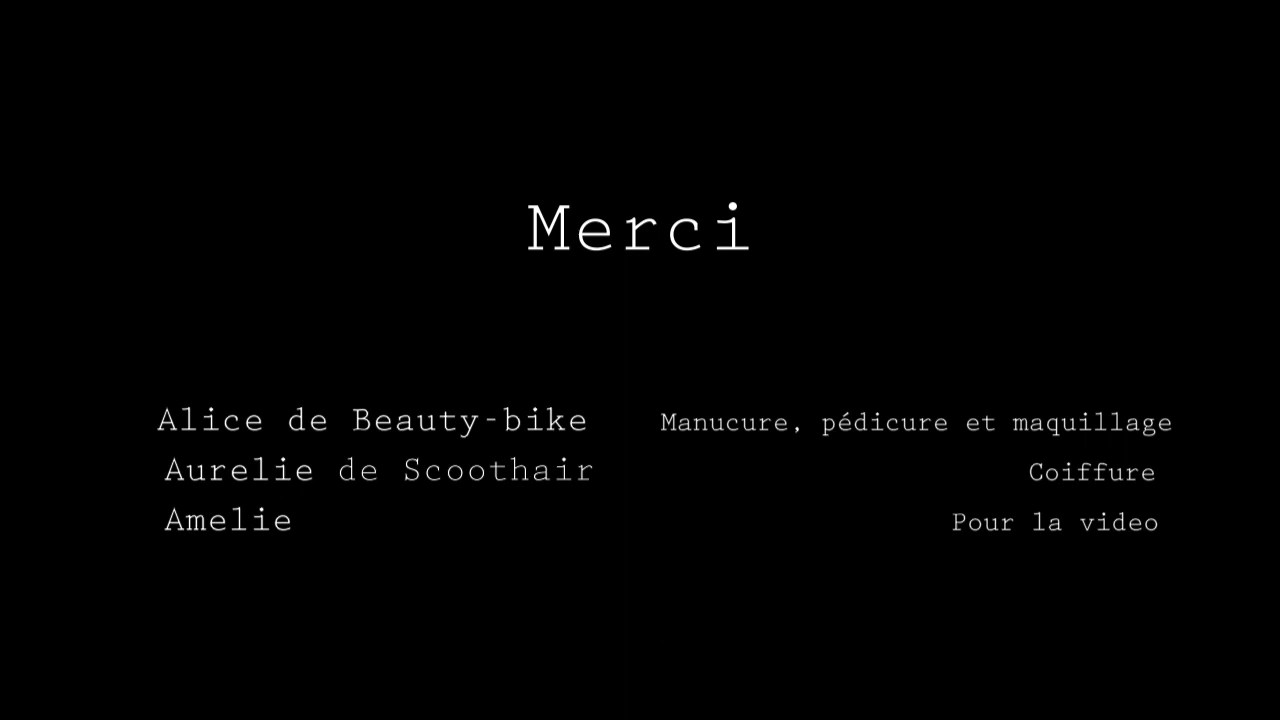 Merci
Alice de Beauty-bike Manucure, pédicure et maquillage
Aurelie de Scoothair Coiffure
Amelie Pour la video